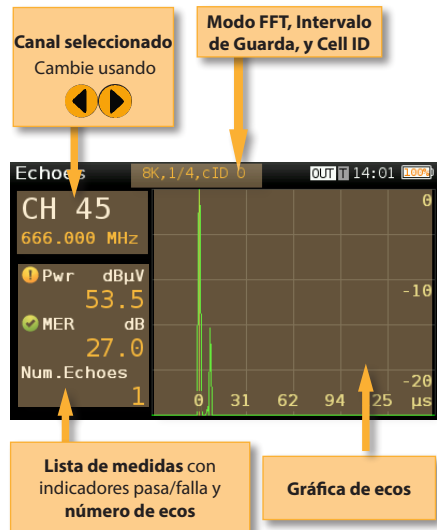 Canal seleccionado
Cambie usando
Modo FFT, Intervalo
de Guarda, y Cell ID
Echoes
8K,1/4,cID 0
OUT T 14:01 100%
CH 45
666.000 MHz
Pwr dBµV
53.5
MER dB
27.0
Num.Echoes
1
0
-10
-20
0 31 62 94 25 µs
Lista de medidas con
indicadores pasa/falla y
número de ecos
Gráfica de ecos